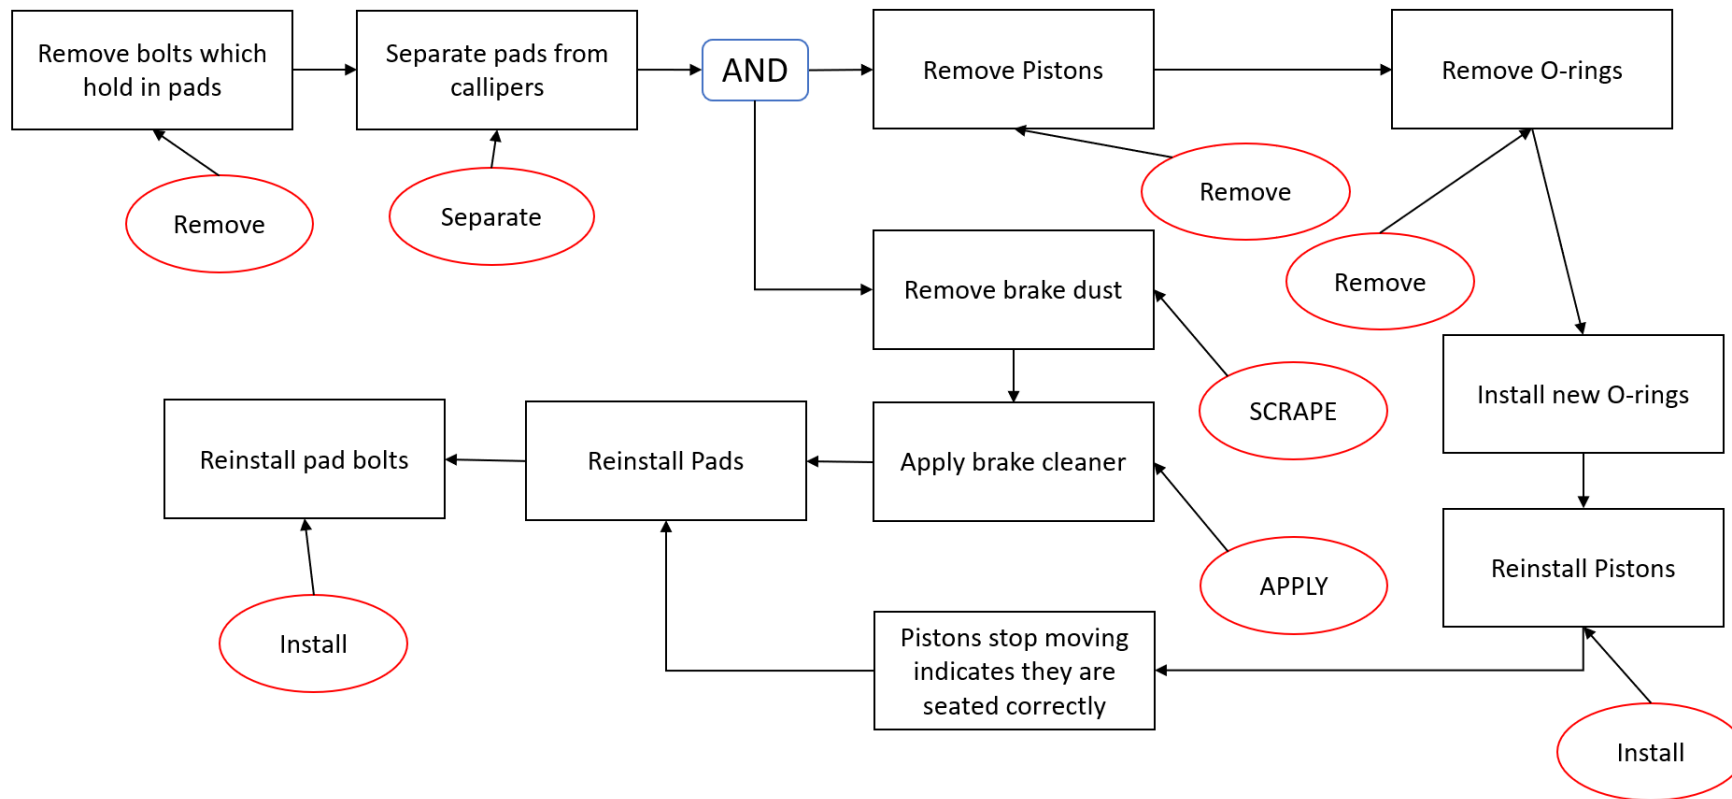 Remove bolts which
hold in pads
Separate pads from
callipers
AND
Remove Pistons
Remove O-rings
Remove
Separate
Remove
Remove
Remove brake dust
SCRAPE
Install new O-rings
Reinstall pad bolts
Reinstall Pads
Apply brake cleaner
APPLY
Reinstall Pistons
Install
Pistons stop moving
indicates they are
seated correctly
Install